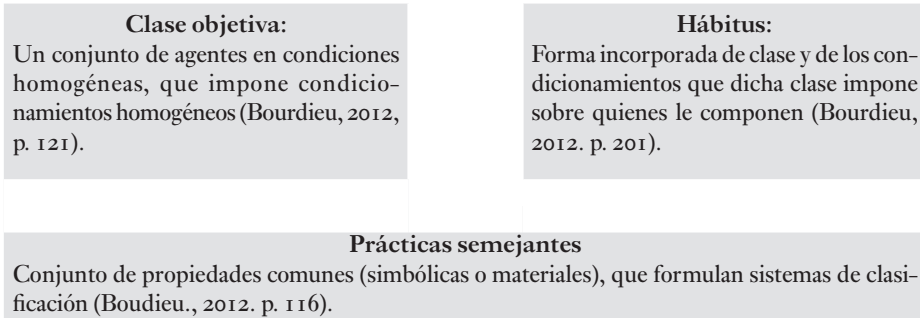 Clase objetiva:
Un conjunto de agentes en condiciones
homogéneas, que impone condicio-
namientos homogéneos (Bourdieu, 2012,
p. 121).
Hábitus:
Forma incorporada de clase y de los con-
dicionamientos que dicha clase impone
sobre quienes le componen (Bourdieu,
2012. p. 201).
Prácticas semejantes
Conjunto de propiedades comunes (simbólicas o materiales), que formulan sistemas de clasi-
ficación (Boudieu., 2012. p. 116).